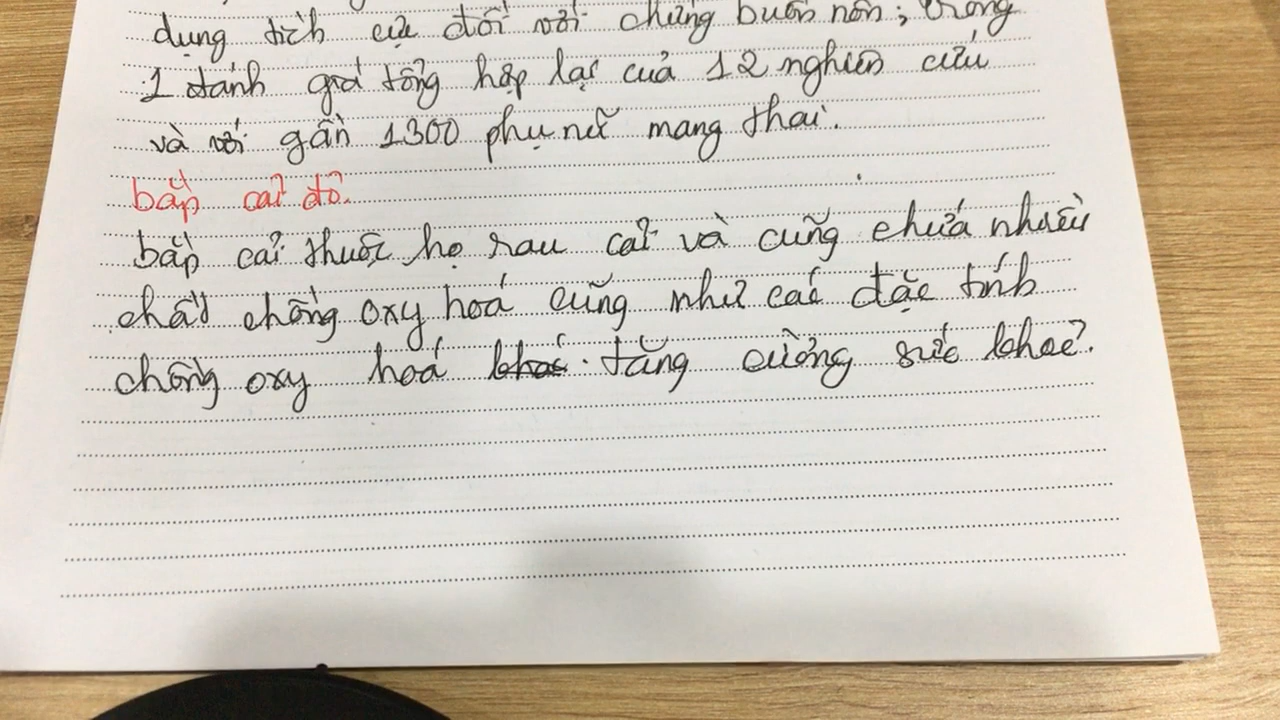 dụng tích cực đối với chứng buồn nôn; trong
1 đánh giá tổng hợp lại của 12 nghiên cứu
và với gần 1300 phụ nữ mang thai.
bắp cải đỏ.
bắp cải thuộc họ rau cải và cũng chứa nhiều
chất chống oxy hoá cũng như các đặc tính
chống oxy hoá khác. tăng cường sức khoẻ.